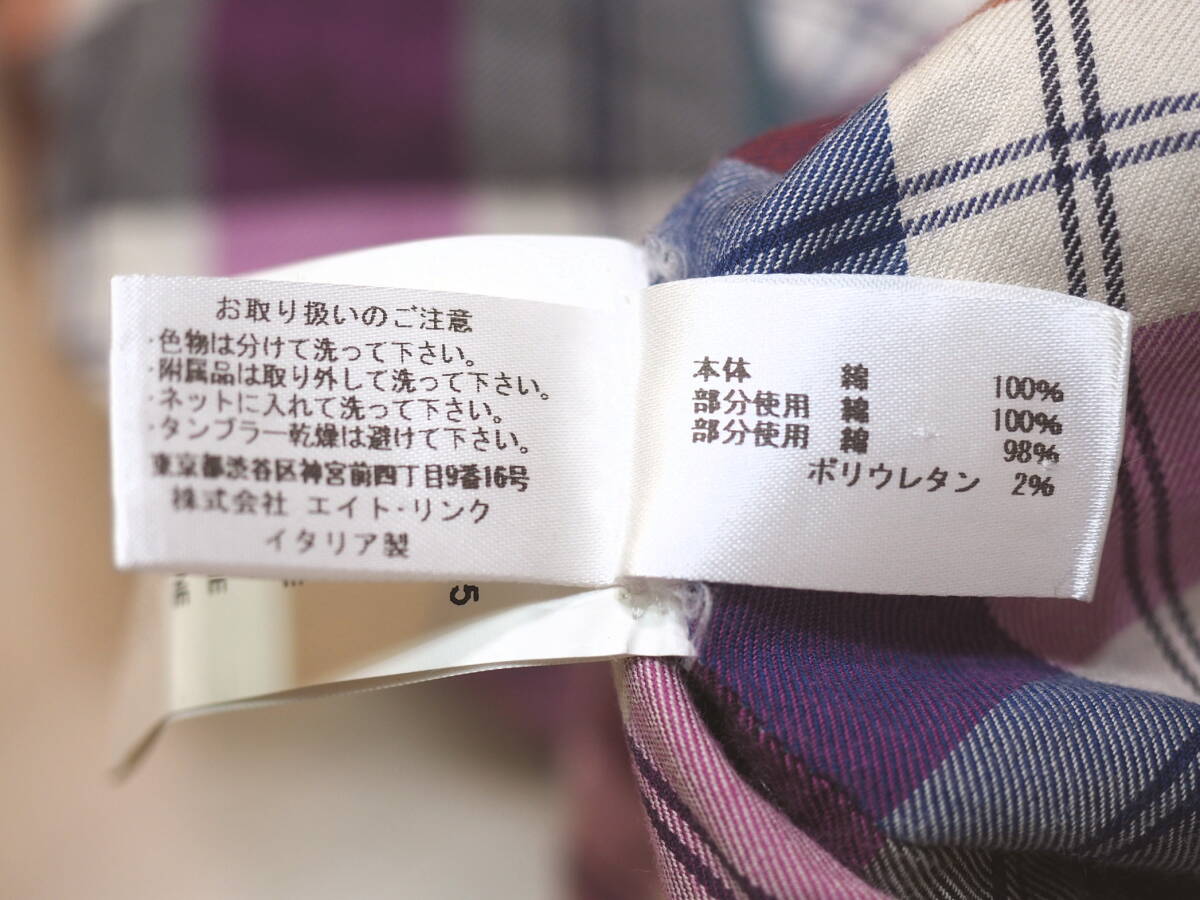 お取り扱いのご注意
・色物は分けて洗って下さい。
・附属品は取り外して洗って下さい。
・ネットに入れて洗って下さい。
・タンブラー乾燥は避けて下さい。
東京都渋谷区神宮前四丁目9番16号
株式会社 エイト・リンク
イタリア製
本体 綿 100%
部分使用 綿 100%
部分使用 綿 98%
ポリウレタン 2%
5